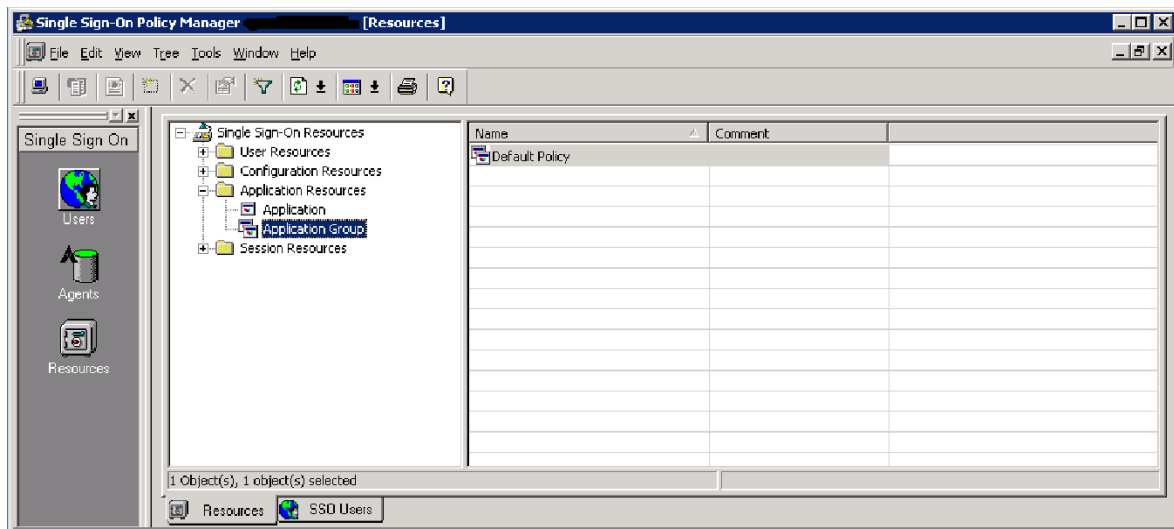 Single Sign-On Policy Manager [Resources]
File Edit View Tree Tools Window Help
Single Sign On
Users
Agents
Resources
Single Sign-On Resources
User Resources
Configuration Resources
Application Resources
Application
Application Group
Session Resources
Name Comment
Default Policy
1 Object(s), 1 object(s) selected
Resources SSO Users